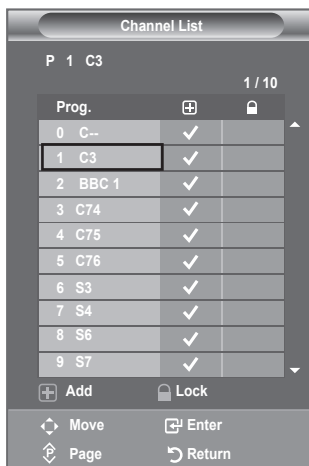 Channel List
P 1 C3
1 / 10
Prog.
0 C--
1 C3
2 BBC 1
3 C74
4 C75
5 C76
6 S3
7 S4
8 S6
9 S7
Add Lock
Move Enter
P Page Return